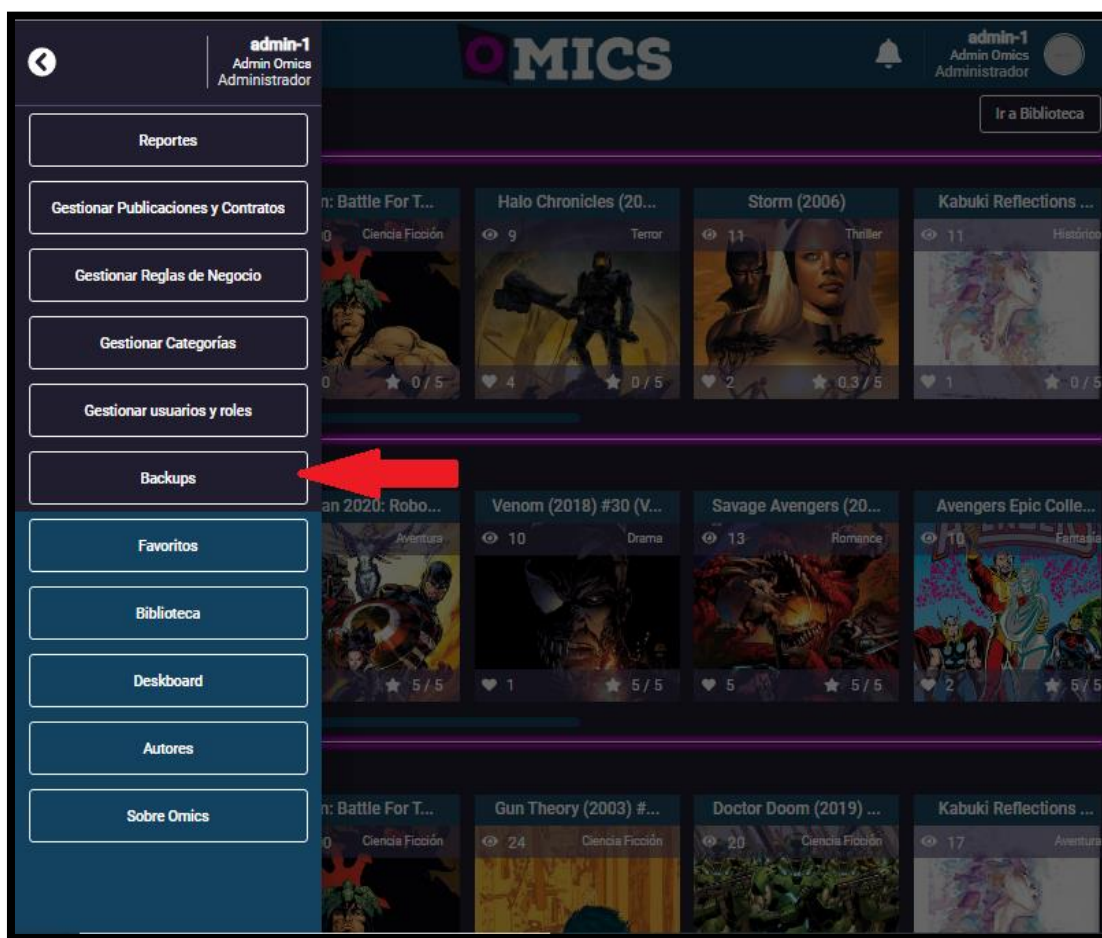 admin-1
Admin Omics
Administrador
OMICS
admin-1
Admin Omics
Administrador
Ir a Biblioteca
Reportes
Gestionar Publicaciones y Contratos
Gestionar Reglas de Negocio
Gestionar Categorías
Gestionar usuarios y roles
Backups
Favoritos
Biblioteca
Deskboard
Autores
Sobre Omics
n: Battle For T...
Halo Chronicles (20...
Storm (2006)
Kabuki Reflections ...
0 Ciencia Ficción
9 Terror
11 Thriller
11 Histórico
0 0 / 5
4 0 / 5
2 0.3 / 5
1 0 / 5
an 2020: Robo...
Venom (2018) #30 (V...
Savage Avengers (20...
Avengers Epic Colle...
Aventura
10 Drama
13 Romance
10 Fantasía
5 / 5
1 5 / 5
5 5 / 5
2 5 / 5
n: Battle For T...
Gun Theory (2003) #...
Doctor Doom (2019) ...
Kabuki Reflections ...
0 Ciencia Ficción
24 Ciencia Ficción
20 Ciencia Ficción
17 Aventura